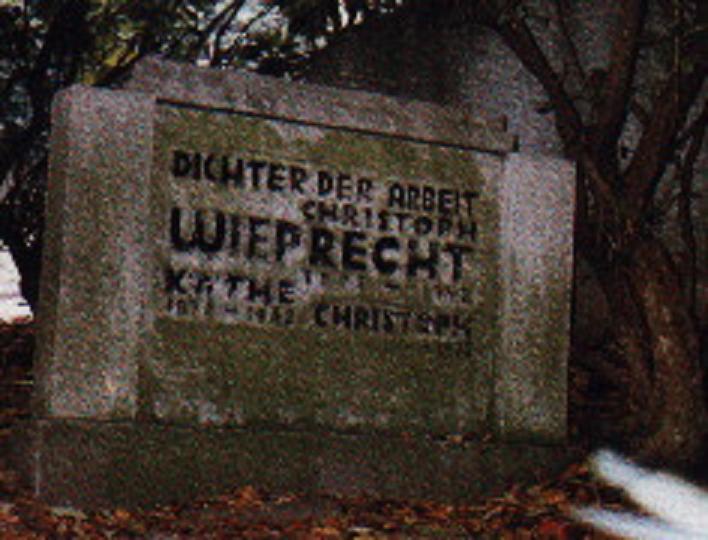 DICHTER DER ARBEIT
CHRISTOPH
WIEPRECHT
KÄTHE
CHRISTOPH